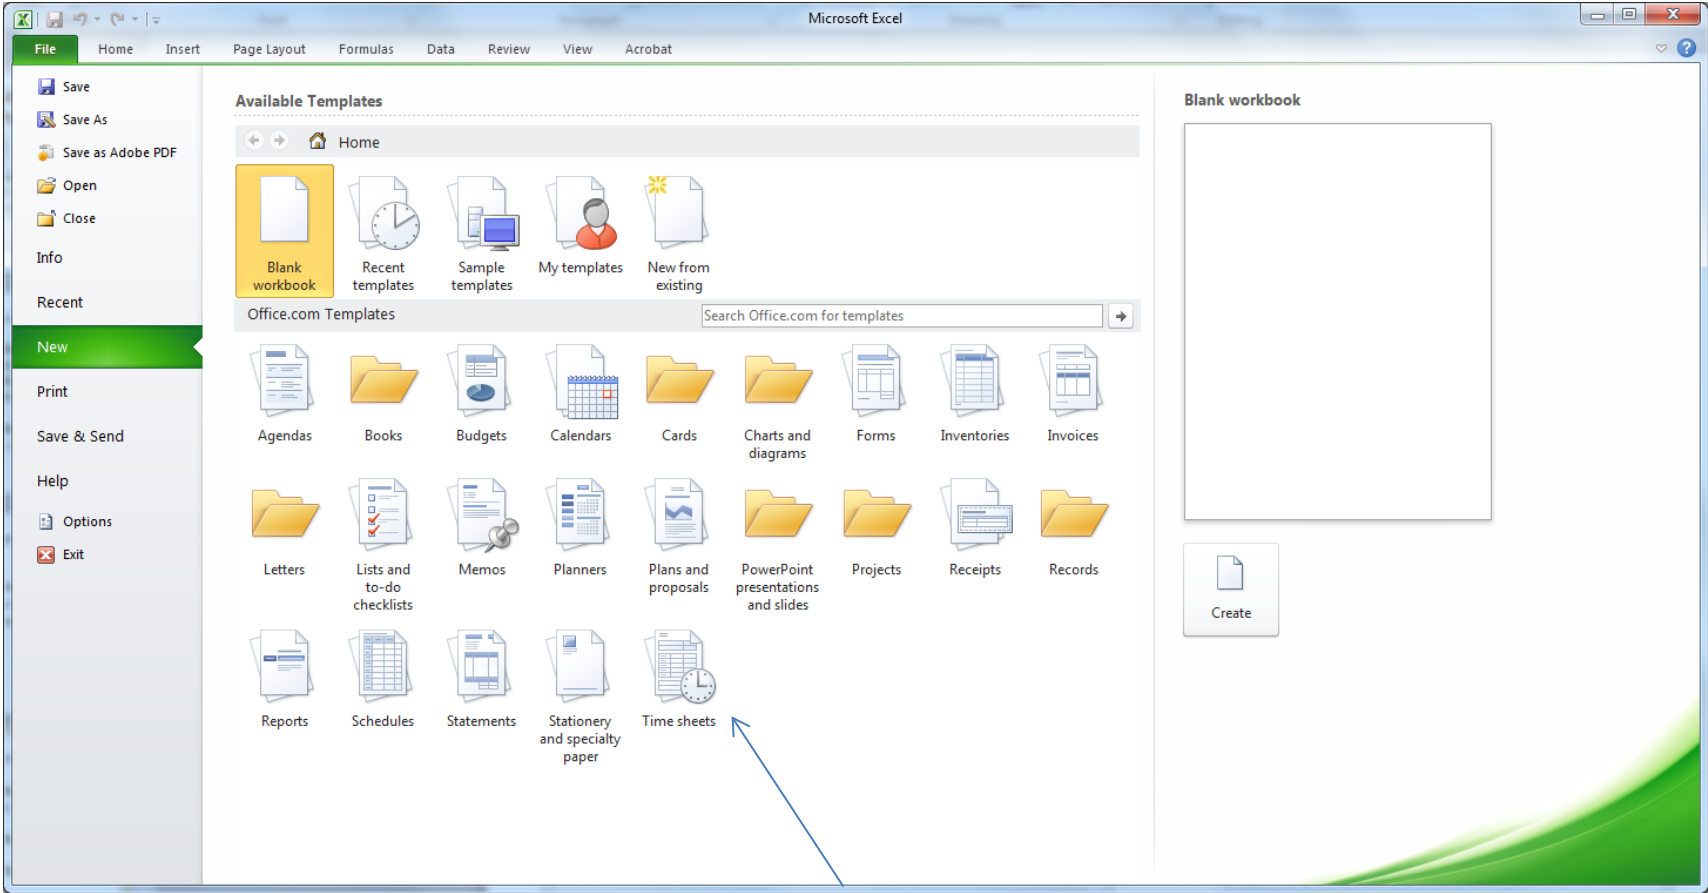 Microsoft Excel
File Home Insert Page Layout Formulas Data Review View Acrobat
Save
Save As
Save as Adobe PDF
Open
Close
Info
Recent
New
Print
Save & Send
Help
Options
Exit
Available Templates
Home
Blank workbook
Recent templates
Sample templates
My templates
New from existing
Office.com Templates
Search Office.com for templates
Agendas
Books
Budgets
Calendars
Cards
Charts and diagrams
Forms
Inventories
Invoices
Letters
Lists and to-do checklists
Memos
Planners
Plans and proposals
PowerPoint presentations and slides
Projects
Receipts
Records
Reports
Schedules
Statements
Stationery and specialty paper
Time sheets
Blank workbook
Create